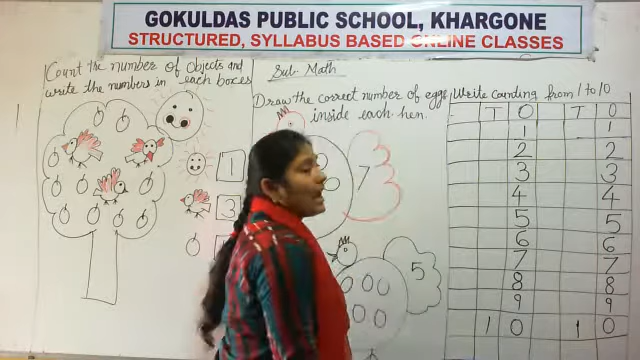 GOKULDAS PUBLIC SCHOOL, KHARGONE
STRUCTURED, SYLLABUS BASED ONLINE CLASSES
Count the number of objects and
write the numbers in each boxes
1
3
Sub- Math
Draw the correct number of eggs
inside each hen.
7
5
Write counting from 1 to 10
T O T O
1 1
2 2
3 3
4 4
5 5
6 6
7 7
8 8
9 9
1 0 1 0